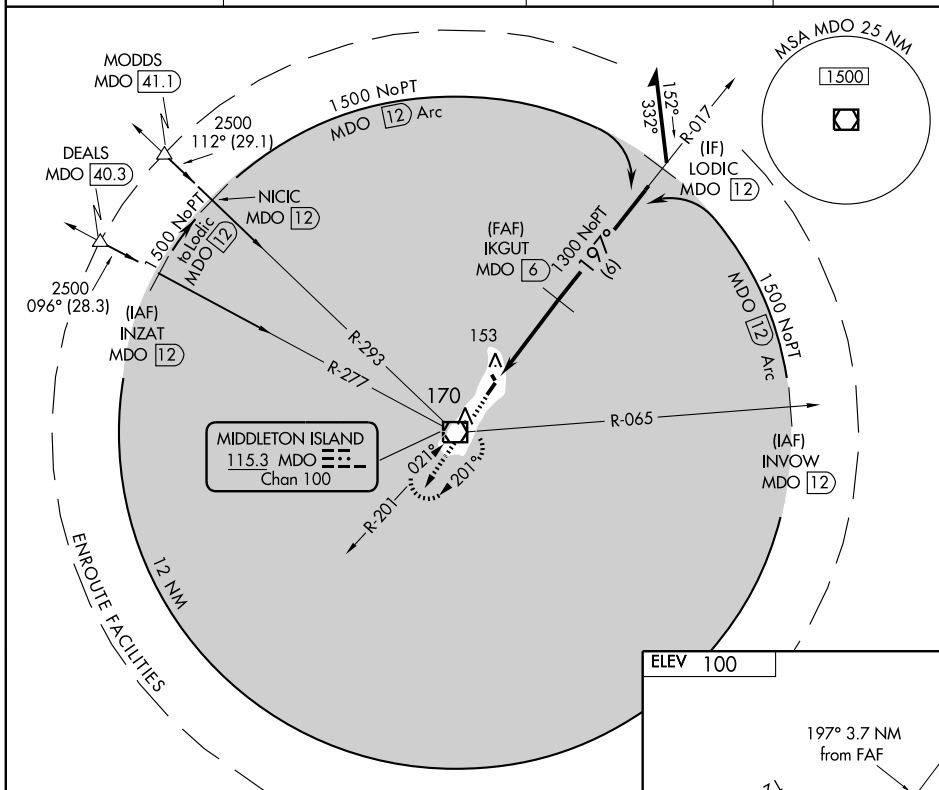 MODDS
MDO 41.1
2500
112° (29.1)
DEALS
MDO 40.3
1500 NoPT
MDO 12 Arc
152°
332°
R-017
(IF)
LODIC
MDO 12
MSA MDO 25 NM
1500
NICIC
MDO 12
1500 NoPT
to Lodic
MDO 12
2500
096° (28.3)
(IAF)
INZAT
MDO 12
(FAF)
IKGUT
MDO 6
1300 NoPT
197°
(6)
1500 NoPT
MDO 12 Arc
R-293
R-277
153
170
R-065
(IAF)
INVOW
MDO 12
MIDDLETON ISLAND
115.3 MDO
Chan 100
021°
201°
R-201
12 NM
ENROUTE FACILITIES
ELEV 100
197° 3.7 NM
from FAF